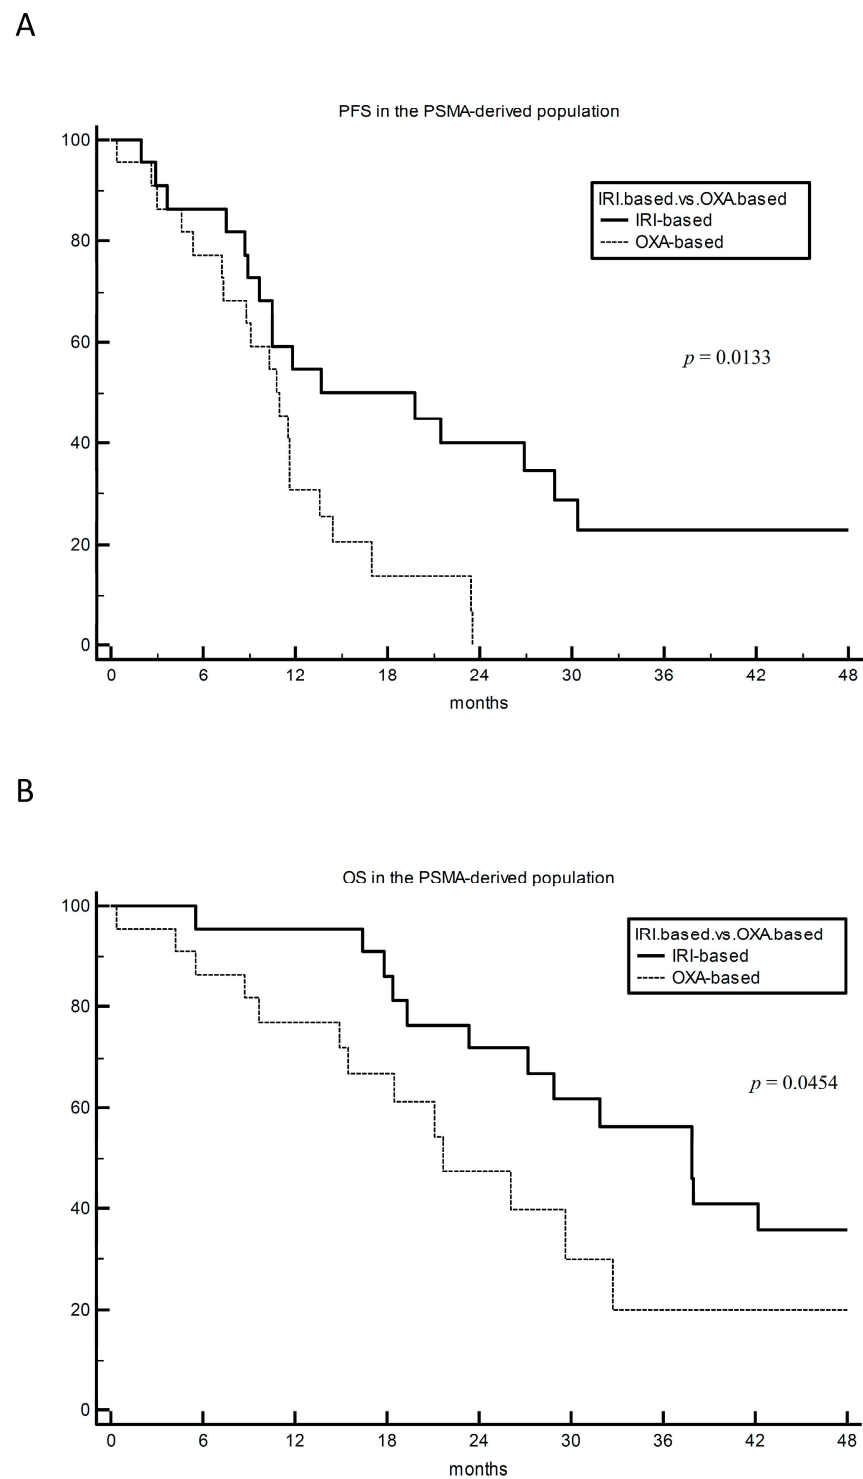 A
PFS in the PSMA-derived population
100
80
60
40
20
0
IRI.based.vs.OXA.based
IRI-based
OXA-based
p = 0.0133
0 6 12 18 24 30 36 42 48
months
B
OS in the PSMA-derived population
100
80
60
40
20
0
IRI.based.vs.OXA.based
IRI-based
OXA-based
p = 0.0454
0 6 12 18 24 30 36 42 48
months